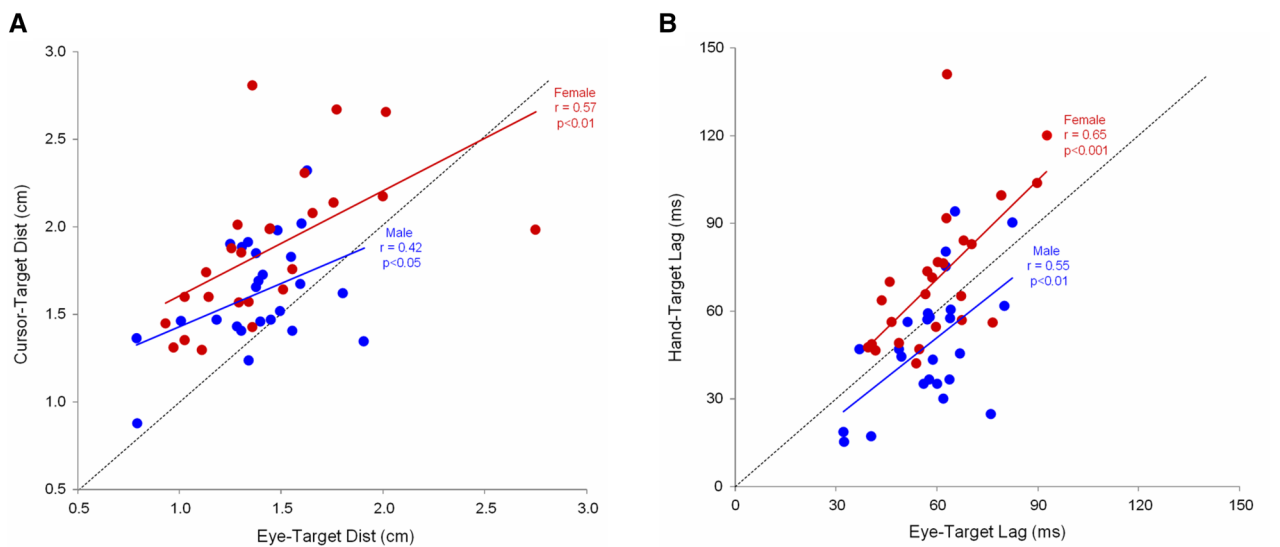 A
3.0
2.5
2.0
1.5
1.0
0.5
0.5 1.0 1.5 2.0 2.5 3.0
Cursor-Target Dist (cm)
Eye-Target Dist (cm)
Female
r = 0.57
p<0.01
Male
r = 0.42
p<0.05
B
150
120
90
60
30
0
0 30 60 90 120 150
Hand-Target Lag (ms)
Eye-Target Lag (ms)
Female
r = 0.65
p<0.001
Male
r = 0.55
p<0.01